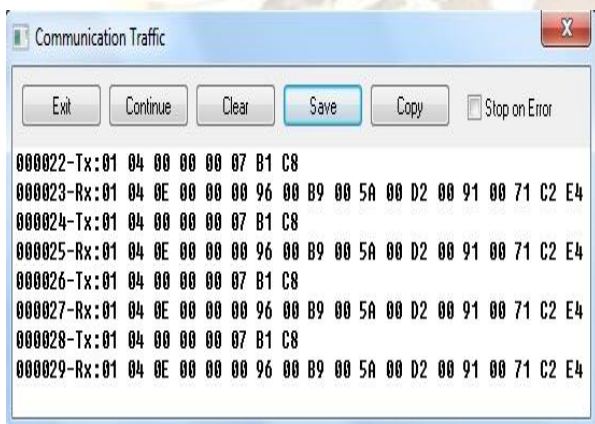 Communication Traffic
X
Exit Continue Clear Save Copy Stop on Error
000022-Tx:01 04 00 00 00 07 B1 C8
000023-Rx:01 04 0E 00 00 00 96 00 B9 00 5A 00 D2 00 91 00 71 C2 E4
000024-Tx:01 04 00 00 00 07 B1 C8
000025-Rx:01 04 0E 00 00 00 96 00 B9 00 5A 00 D2 00 91 00 71 C2 E4
000026-Tx:01 04 00 00 00 07 B1 C8
000027-Rx:01 04 0E 00 00 00 96 00 B9 00 5A 00 D2 00 91 00 71 C2 E4
000028-Tx:01 04 00 00 00 07 B1 C8
000029-Rx:01 04 0E 00 00 00 96 00 B9 00 5A 00 D2 00 91 00 71 C2 E4